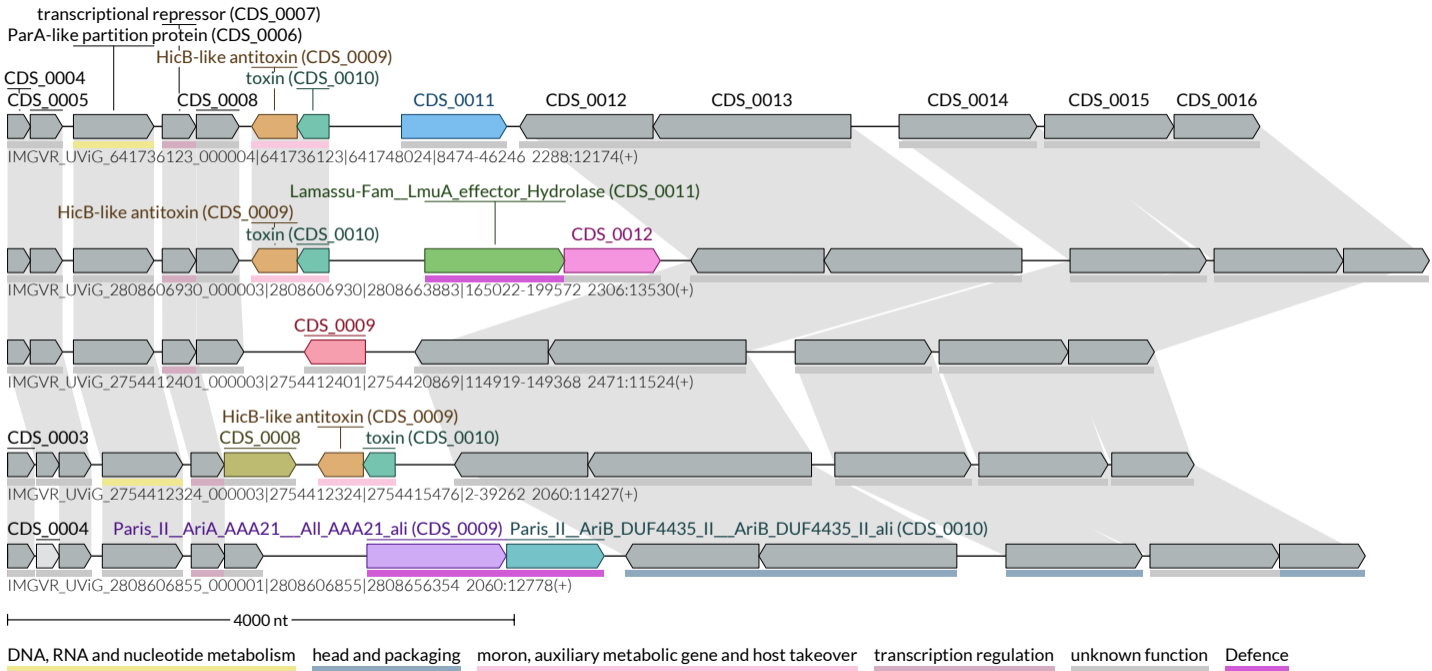 transcriptional repressor (CDS_0007)
ParA-like partition protein (CDS_0006)
HicB-like antitoxin (CDS_0009)
CDS_0004 toxin (CDS_0010)
CDS_0005 CDS_0008 CDS_0011 CDS_0012 CDS_0013 CDS_0014 CDS_0015 CDS_0016
IMGVR_UViG_641736123_000004|641736123|641748024|8474-46246 2288:12174(+)
Lamassu-Fam__LmuA_effector_Hydrolase (CDS_0011)
HicB-like antitoxin (CDS_0009)
toxin (CDS_0010) CDS_0012
IMGVR_UViG_2808606930_000003|2808606930|2808663883|165022-199572 2306:13530(+)
CDS_0009
IMGVR_UViG_2754412401_000003|2754412401|2754420869|114919-149368 2471:11524(+)
HicB-like antitoxin (CDS_0009)
CDS_0003 CDS_0008 toxin (CDS_0010)
IMGVR_UViG_2754412324_000003|2754412324|2754415476|2-39262 2060:11427(+)
CDS_0004 Paris_II__AriA_AAA21___All_AAA21_ali (CDS_0009) Paris_II__AriB_DUF4435_II___AriB_DUF4435_II_ali (CDS_0010)
IMGVR_UViG_2808606855_000001|2808606855|2808656354 2060:12778(+)
4000 nt
DNA, RNA and nucleotide metabolism head and packaging moron, auxiliary metabolic gene and host takeover transcription regulation unknown function Defence